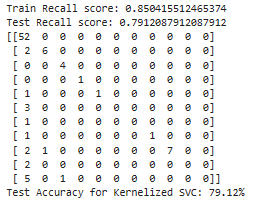 Train Recall score: 0.850415512465374
Test Recall score: 0.7912087912087912
[[52 0 0 0 0 0 0 0 0 0 0]
[ 2 6 0 0 0 0 0 0 0 0 0]
[ 0 0 4 0 0 0 0 0 0 0 0]
[ 0 0 0 1 0 0 0 0 0 0 0]
[ 1 0 0 0 1 0 0 0 0 0 0]
[ 3 0 0 0 0 0 0 0 0 0 0]
[ 1 0 0 0 0 0 0 0 0 0 0]
[ 1 0 0 0 0 0 0 1 0 0 0]
[ 2 1 0 0 0 0 0 0 7 0 0]
[ 2 0 0 0 0 0 0 0 0 0 0]
[ 5 0 1 0 0 0 0 0 0 0 0]]
Test Accuracy for Kernelized SVC: 79.12%